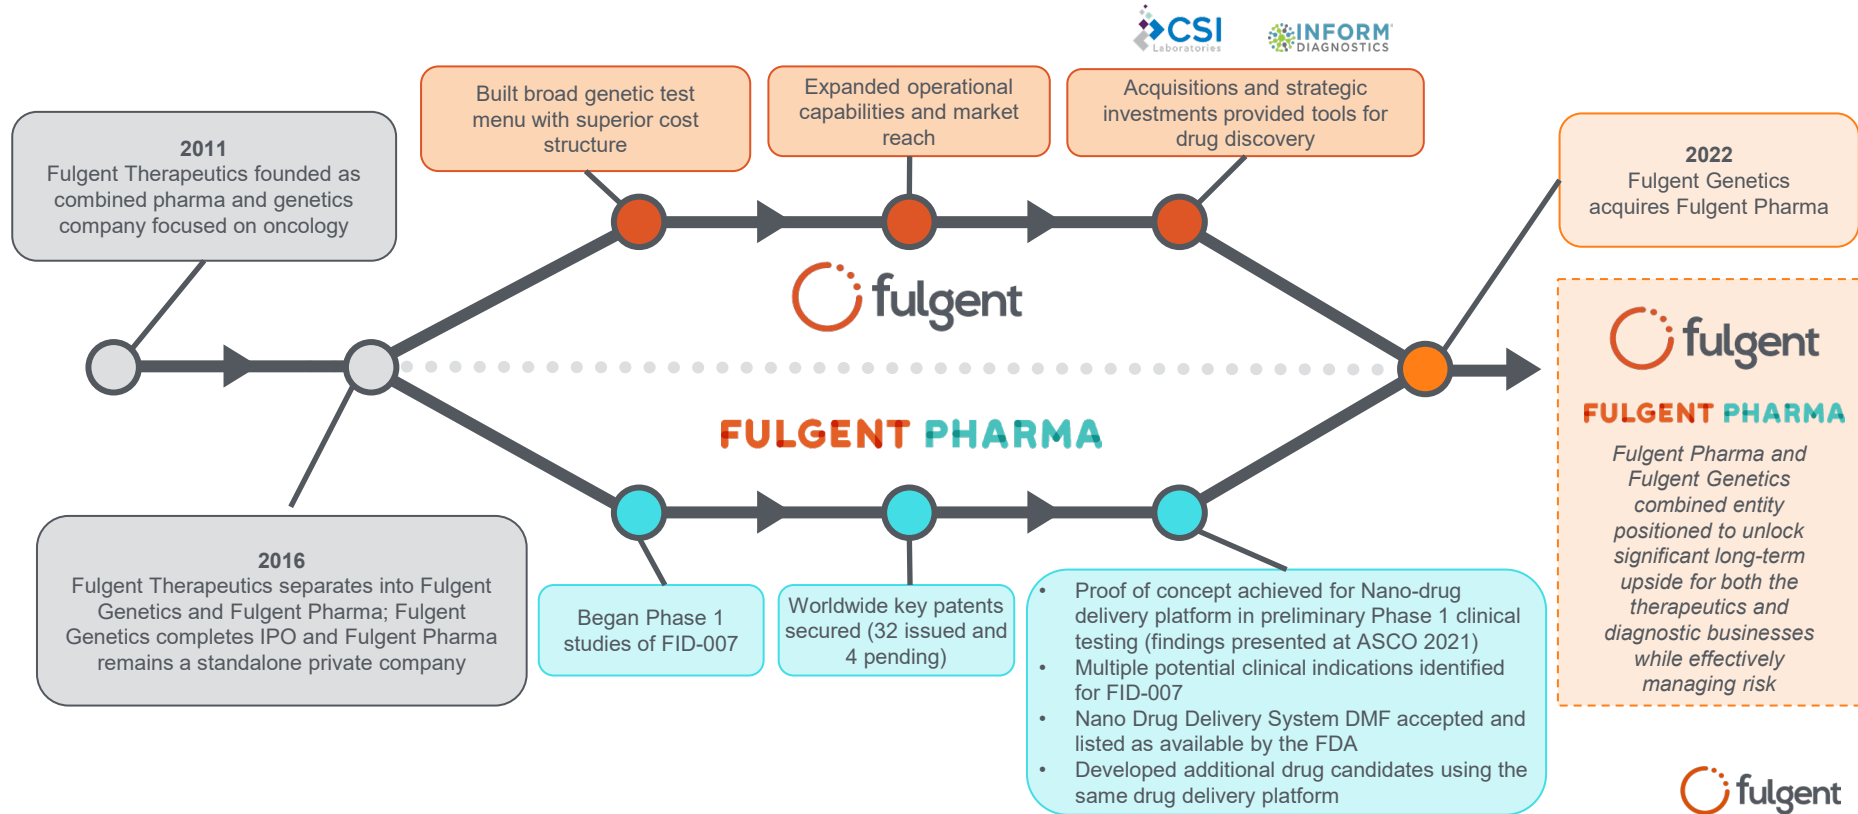 CSI
Laboratories
INFORM
DIAGNOSTICS
Built broad genetic test
menu with superior cost
structure
Expanded operational
capabilities and market
reach
Acquisitions and strategic
investments provided tools for
drug discovery
2011
Fulgent Therapeutics founded as
combined pharma and genetics
company focused on oncology
2022
Fulgent Genetics
acquires Fulgent Pharma
fulgent
FULGENT PHARMA
2016
Fulgent Therapeutics separates into Fulgent
Genetics and Fulgent Pharma; Fulgent
Genetics completes IPO and Fulgent Pharma
remains a standalone private company
Began Phase 1
studies of FID-007
Worldwide key patents
secured (32 issued and
4 pending)
• Proof of concept achieved for Nano-drug
delivery platform in preliminary Phase 1 clinical
testing (findings presented at ASCO 2021)
• Multiple potential clinical indications identified
for FID-007
• Nano Drug Delivery System DMF accepted and
listed as available by the FDA
• Developed additional drug candidates using the
same drug delivery platform
fulgent
FULGENT PHARMA
Fulgent Pharma and
Fulgent Genetics
combined entity
positioned to unlock
significant long-term
upside for both the
therapeutics and
diagnostic businesses
while effectively
managing risk
fulgent